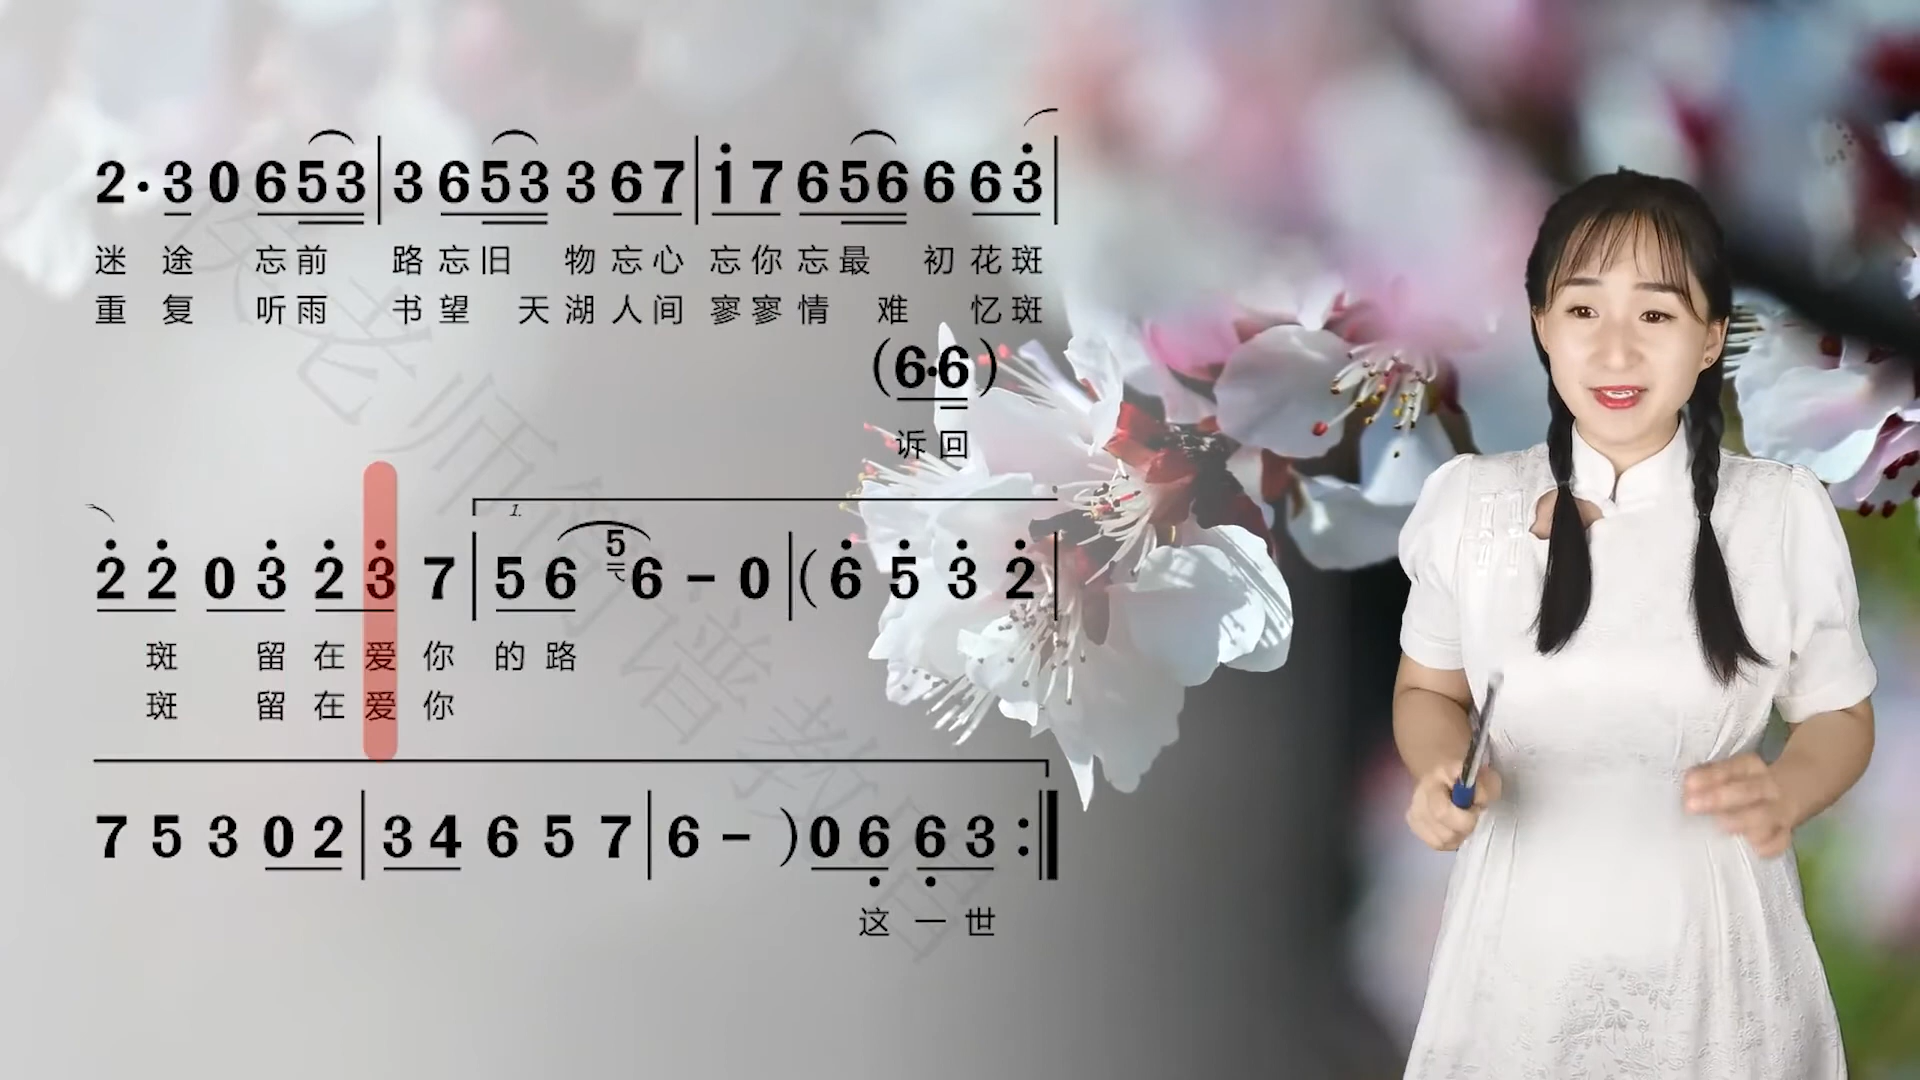 2·3 0 6 5 3 | 3 6 5 3 3 6 7 | 1 7 6 5 6 6 6 3 |
迷 途 忘 前 路 忘 旧 物 忘 心 忘 你 忘 最 初 花 斑
重 复 听 雨 书 望 天 湖 人 间 寥 寥 情 难 忆 斑
(6·6)
诉 回
1.
2 2 0 3 2 3 7 | 5 6 5 6 - 0 | (6 5 3 2 |
斑 留 在 爱 你 的 路
斑 留 在 爱 你
7 5 3 0 2 | 3 4 6 5 7 | 6 - ) 0 6 6 3 :|
这 一 世